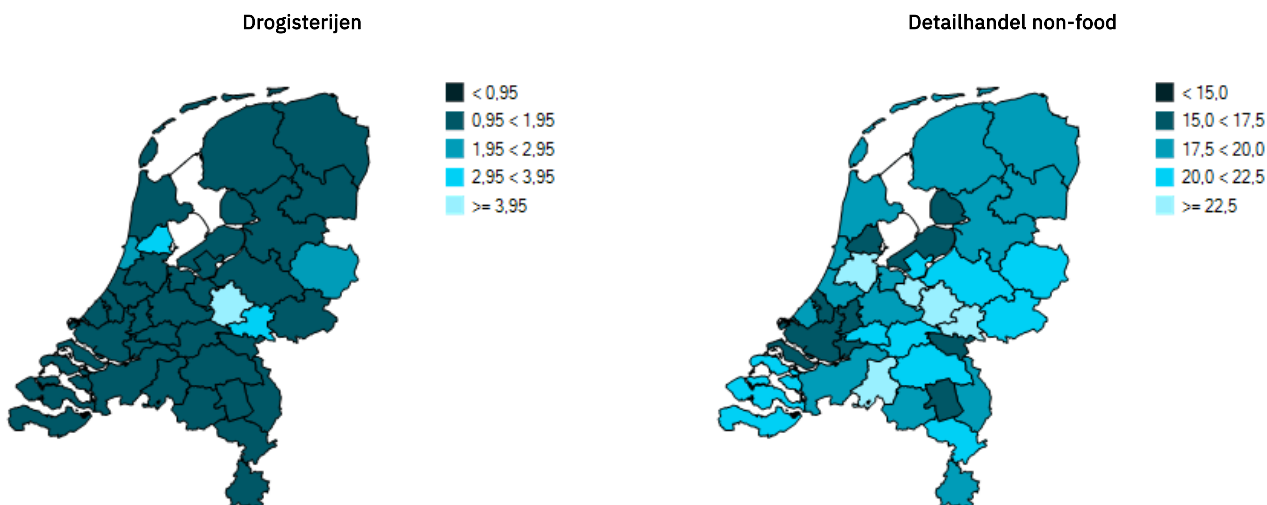 Drogisterijen
< 0,95
0,95 < 1,95
1,95 < 2,95
2,95 < 3,95
>= 3,95
Detailhandel non-food
< 15,0
15,0 < 17,5
17,5 < 20,0
20,0 < 22,5
>= 22,5